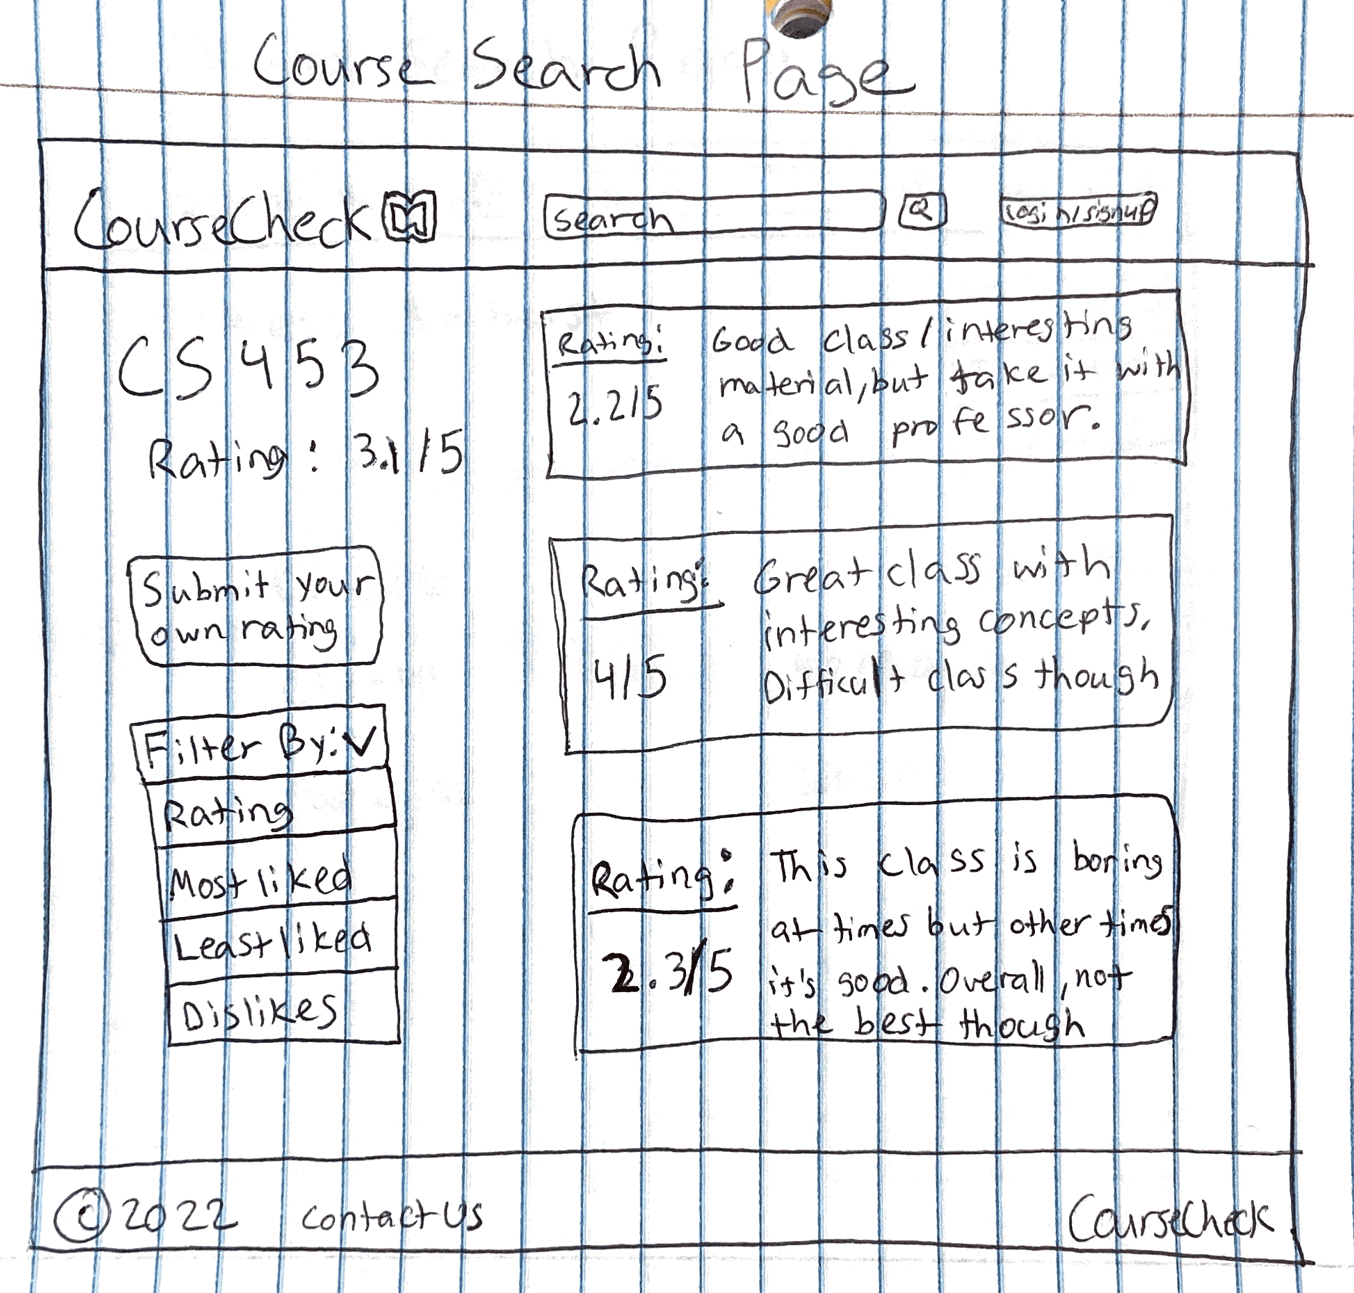 Course Search Page
CourseCheck
search
Login/signup
CS 453
Rating: 3.1/5
Submit your
own rating
Filter By:
Rating
Most liked
Least liked
Dislikes
Rating:
2.2/5
Good class/interesting
material, but take it with
a good professor.
Rating:
4/5
Great class with
interesting concepts,
Difficult class though
Rating:
2.3/5
This class is boring
at times but other times
it's good. Overall, not
the best though
© 2022
Contact Us
CourseCheck